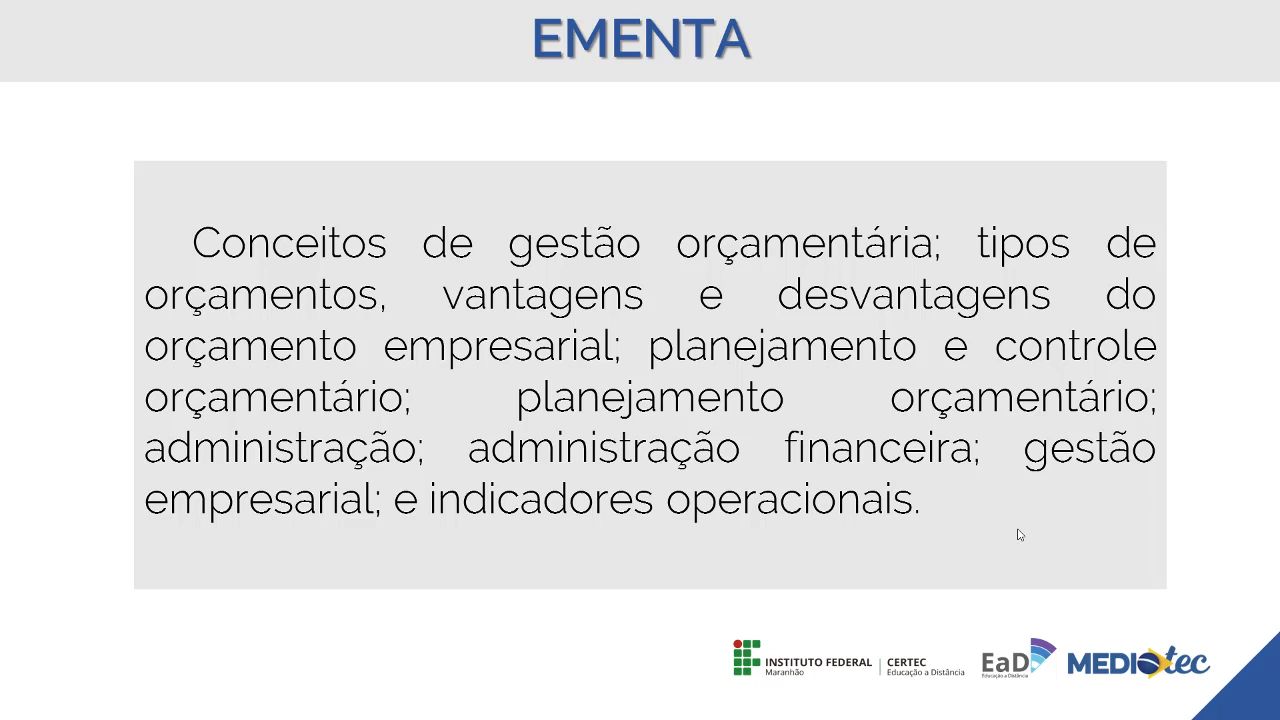 EMENTA
Conceitos de gestão orçamentária; tipos de
orçamentos, vantagens e desvantagens do
orçamento empresarial; planejamento e controle
orçamentário; planejamento orçamentário;
administração; administração financeira; gestão
empresarial; e indicadores operacionais.
INSTITUTO FEDERAL
Maranhão
CERTEC
Educação a Distância
EaD
Educação a Distância
MEDIOtec